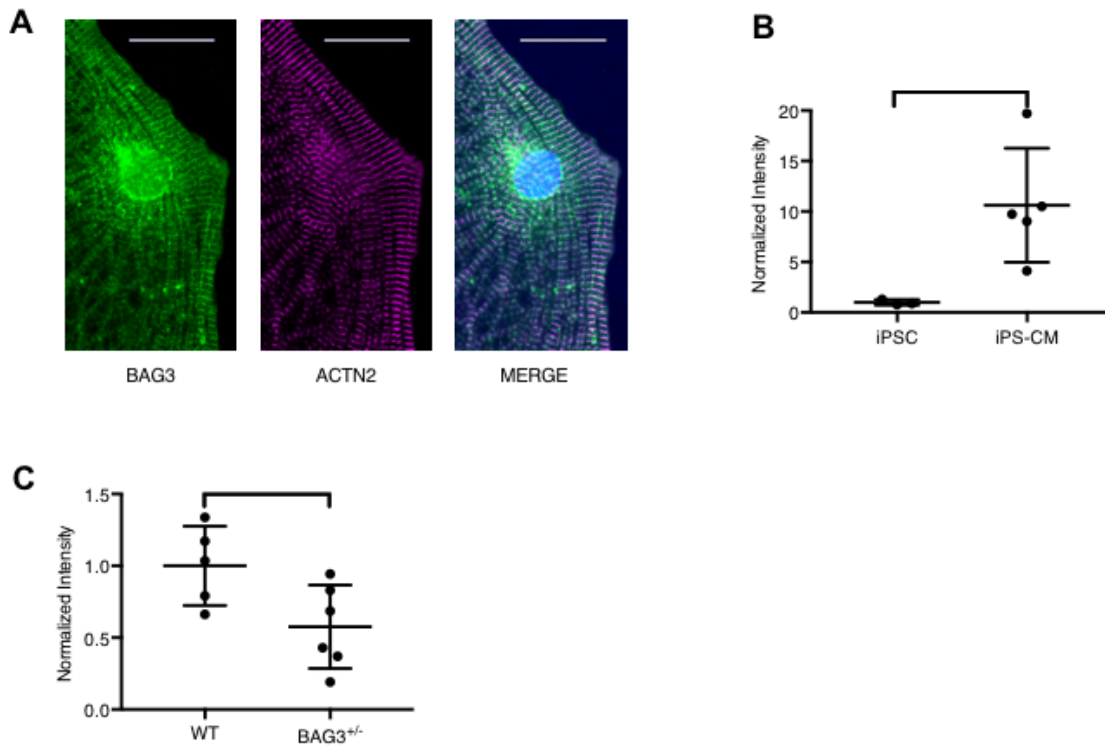 A
BAG3
ACTN2
MERGE
B
Normalized Intensity
20
15
10
5
0
iPSC
iPS-CM
C
Normalized Intensity
1.5
1.0
0.5
0.0
WT
BAG3+/-